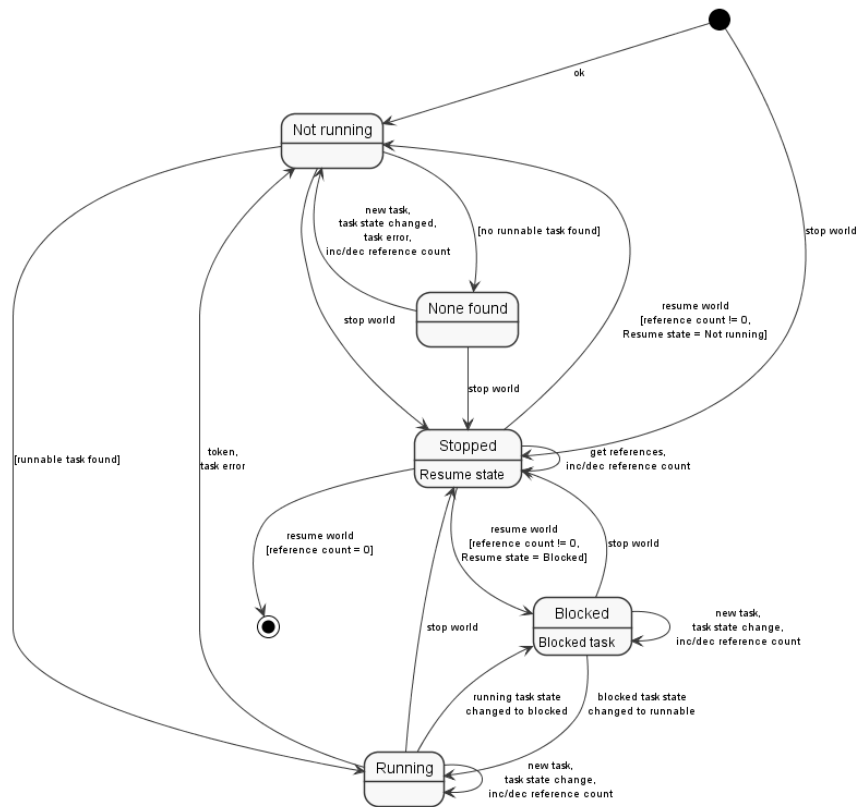 ok
Not running
new task,
task state changed,
task error,
inc/dec reference count
[no runnable task found]
stop world
None found
stop world
resume world
[reference count != 0,
Resume state = Not running]
stop world
Stopped
Resume state
get references,
inc/dec reference count
[runnable task found]
token,
task error
resume world
[reference count = 0]
resume world
[reference count != 0,
Resume state = Blocked]
stop world
Blocked
Blocked task
new task,
task state change,
inc/dec reference count
stop world
running task state
changed to blocked
blocked task state
changed to runnable
Running
new task,
task state change,
inc/dec reference count